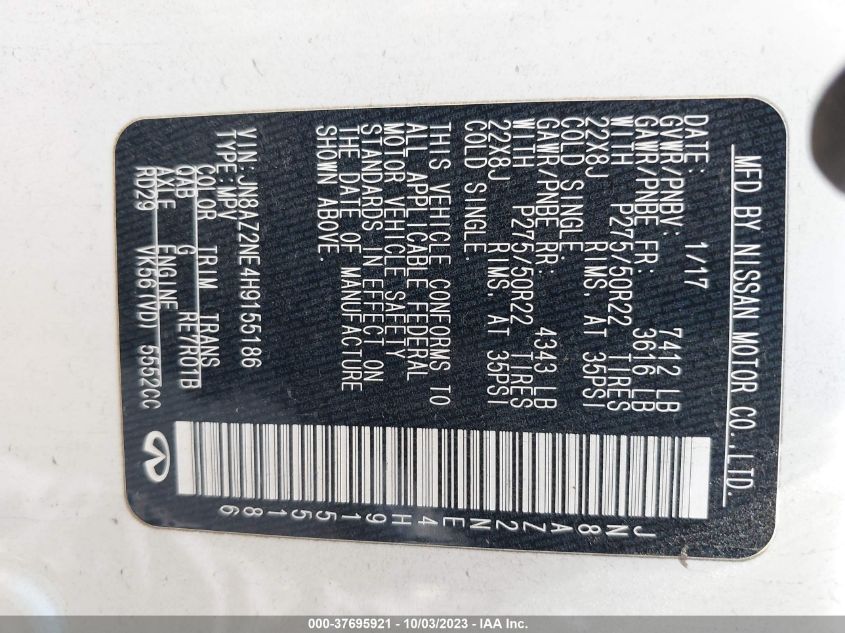 MFD BY NISSAN MOTOR CO.,LTD.
DATE: 1/17
GVWR/PNBV: 7412 LB
GAWR/PNBE FR: 3616 LB
WITH P275/50R22 TIRES
22X8J RIMS, AT 35PSI
COLD SINGLE.
GAWR/PNBE RR: 4343 LB
WITH P275/50R22 TIRES
22X8J RIMS, AT 35PSI
COLD SINGLE.
THIS VEHICLE CONFORMS TO
ALL APPLICABLE FEDERAL
MOTOR VEHICLE SAFETY
STANDARDS IN EFFECT ON
THE DATE OF MANUFACTURE
SHOWN ABOVE.
VIN: JN8AZ2NE4H9155186
TYPE: MPV
COLOR TRIM TRANS
QAB G RE7R01B
AXLE ENGINE
RD29 VK56(VD) 5552CC
JN8AZ2NE4H9155186
000-37695921 - 10/03/2023 - IAA Inc.